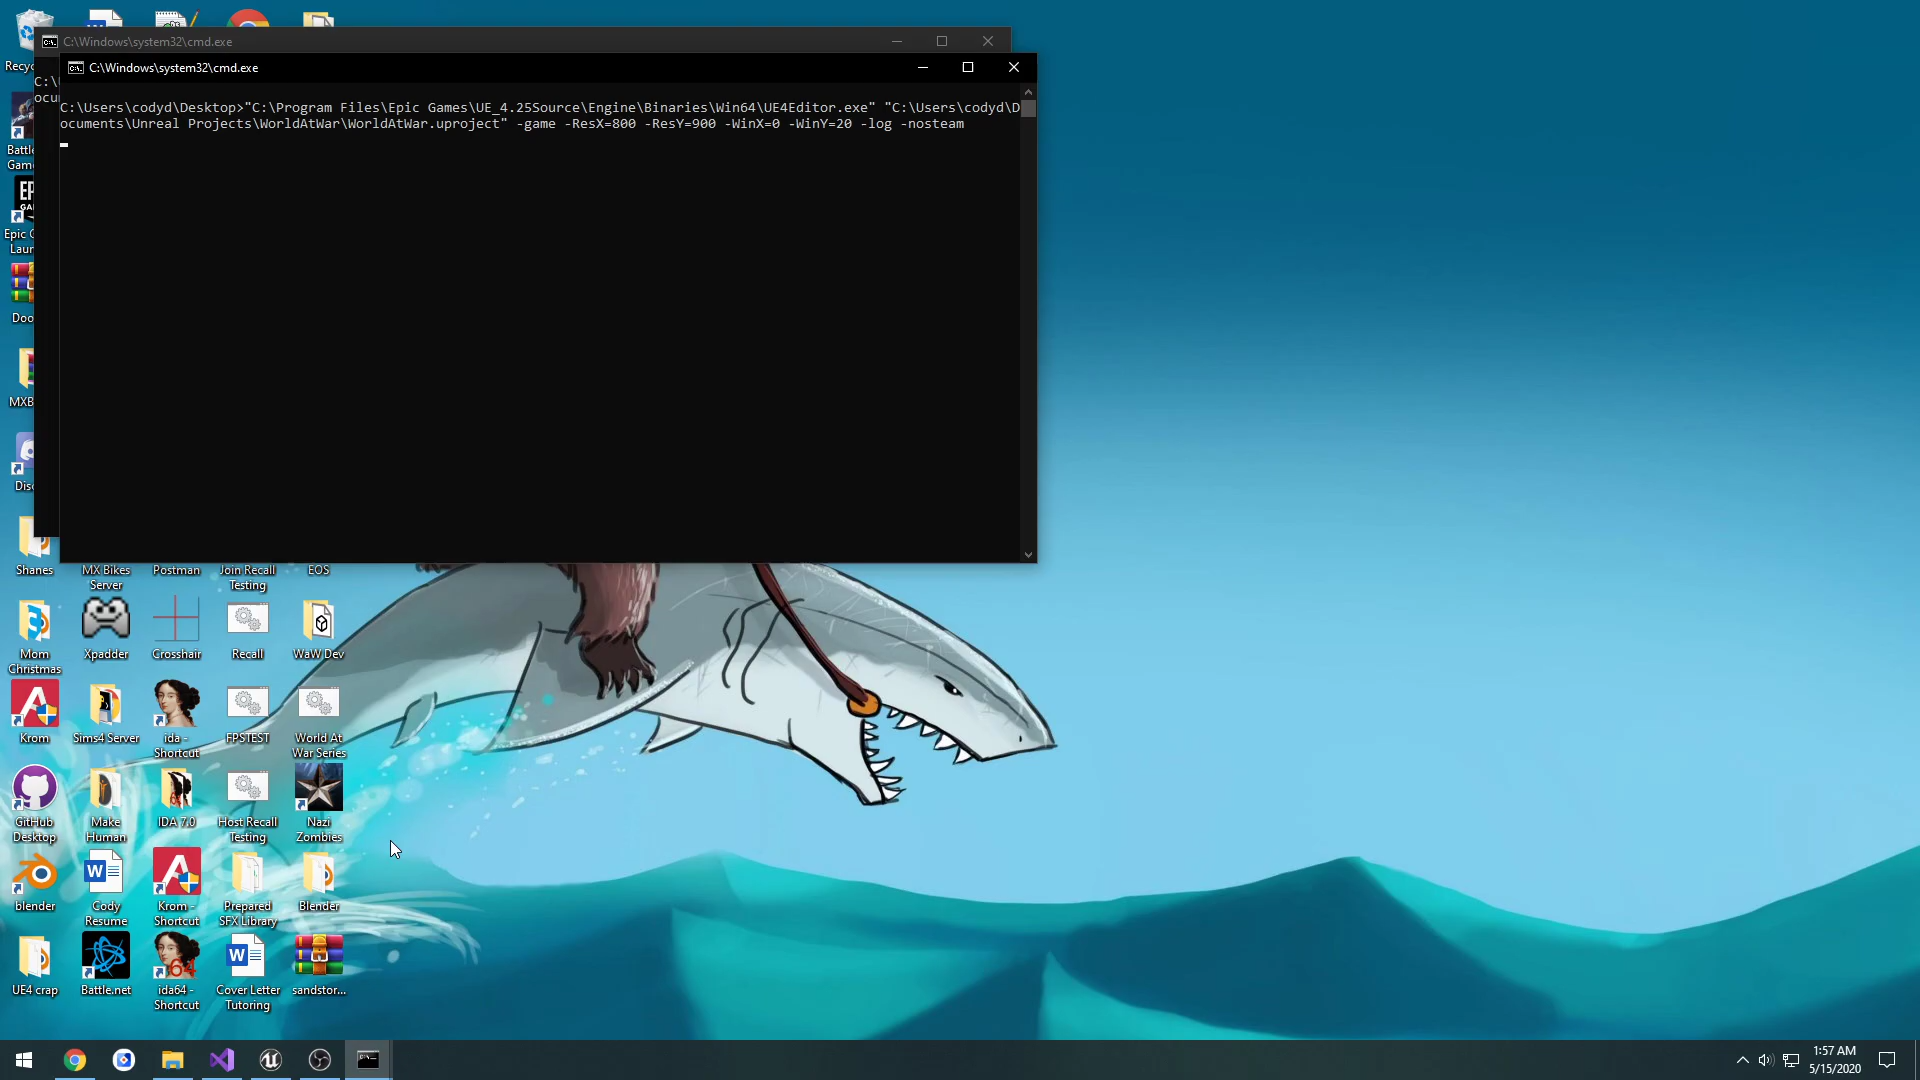 C:\Windows\system32\cmd.exe
C:\Windows\system32\cmd.exe
C:\Users\codyd\Desktop>"C:\Program Files\Epic Games\UE_4.25Source\Engine\Binaries\Win64\UE4Editor.exe" "C:\Users\codyd\D
ocuments\Unreal Projects\WorldAtWar\WorldAtWar.uproject" -game -ResX=800 -ResY=900 -WinX=0 -WinY=20 -log -nosteam
Shanes
MX Bikes
Server
Postman
Join Recall
Testing
EOS
Mom
Christmas
Xpadder
Crosshair
Recall
WaW Dev
Krom
Sims4 Server
ida -
Shortcut
FPSTEST
World At
War Series
GitHub
Desktop
Make
Human
IDA 7.0
Host Recall
Testing
Nazi
Zombies
blender
Cody
Resume
Krom -
Shortcut
Prepared
SFX Library
Blender
UE4 crap
Battle.net
64
ida64 -
Shortcut
Cover Letter
Tutoring
sandstor...
1:57 AM
5/15/2020